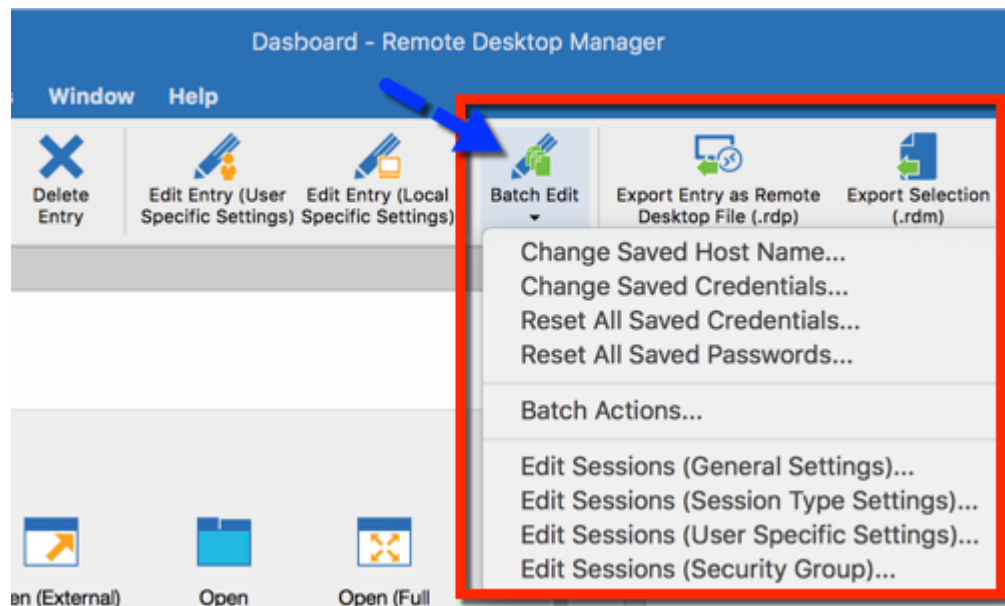 Dasboard - Remote Desktop Manager
Window Help
Delete
Entry
Edit Entry (User
Specific Settings)
Edit Entry (Local
Specific Settings)
Batch Edit
Export Entry as Remote
Desktop File (.rdp)
Export Selection
(.rdm)
Change Saved Host Name...
Change Saved Credentials...
Reset All Saved Credentials...
Reset All Saved Passwords...
Batch Actions...
Edit Sessions (General Settings)...
Edit Sessions (Session Type Settings)...
Edit Sessions (User Specific Settings)...
Edit Sessions (Security Group)...
(External)
Open
Open (Full